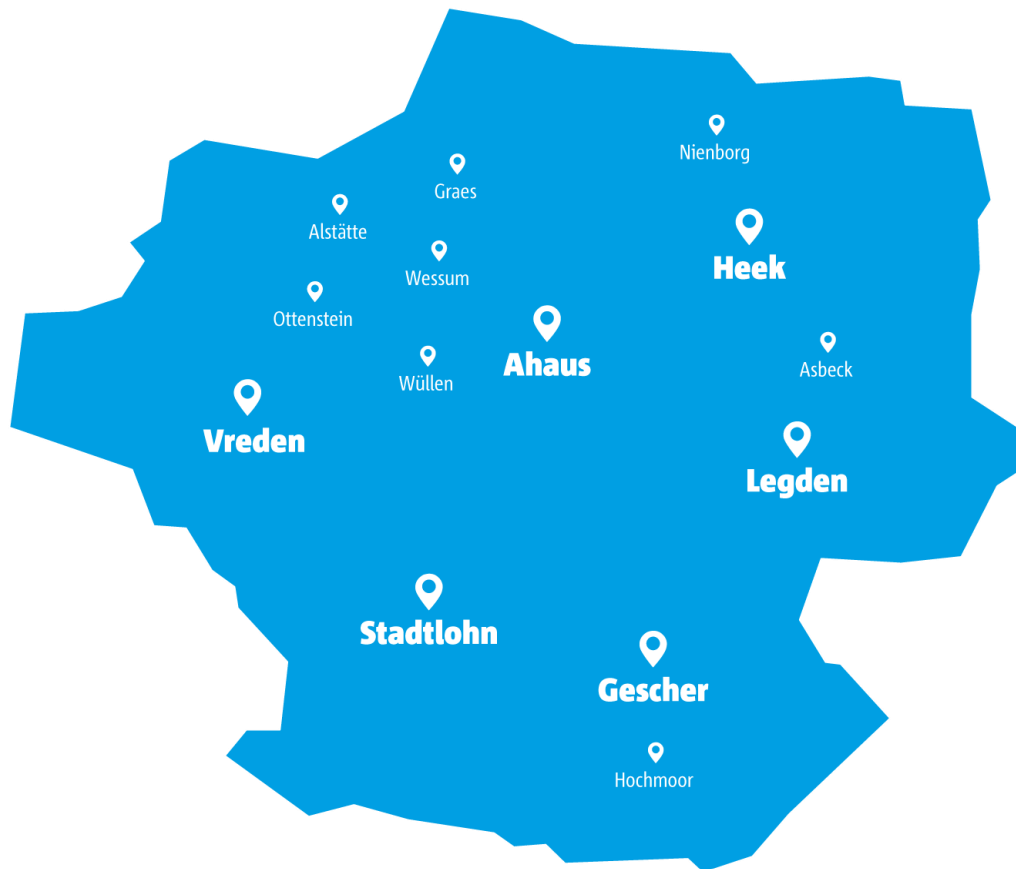 Nienborg
Graes
Alstätte
Heek
Wessum
Ottenstein
Ahaus
Asbeck
Wüllen
Vreden
Legden
Stadtlohn
Gescher
Hochmoor